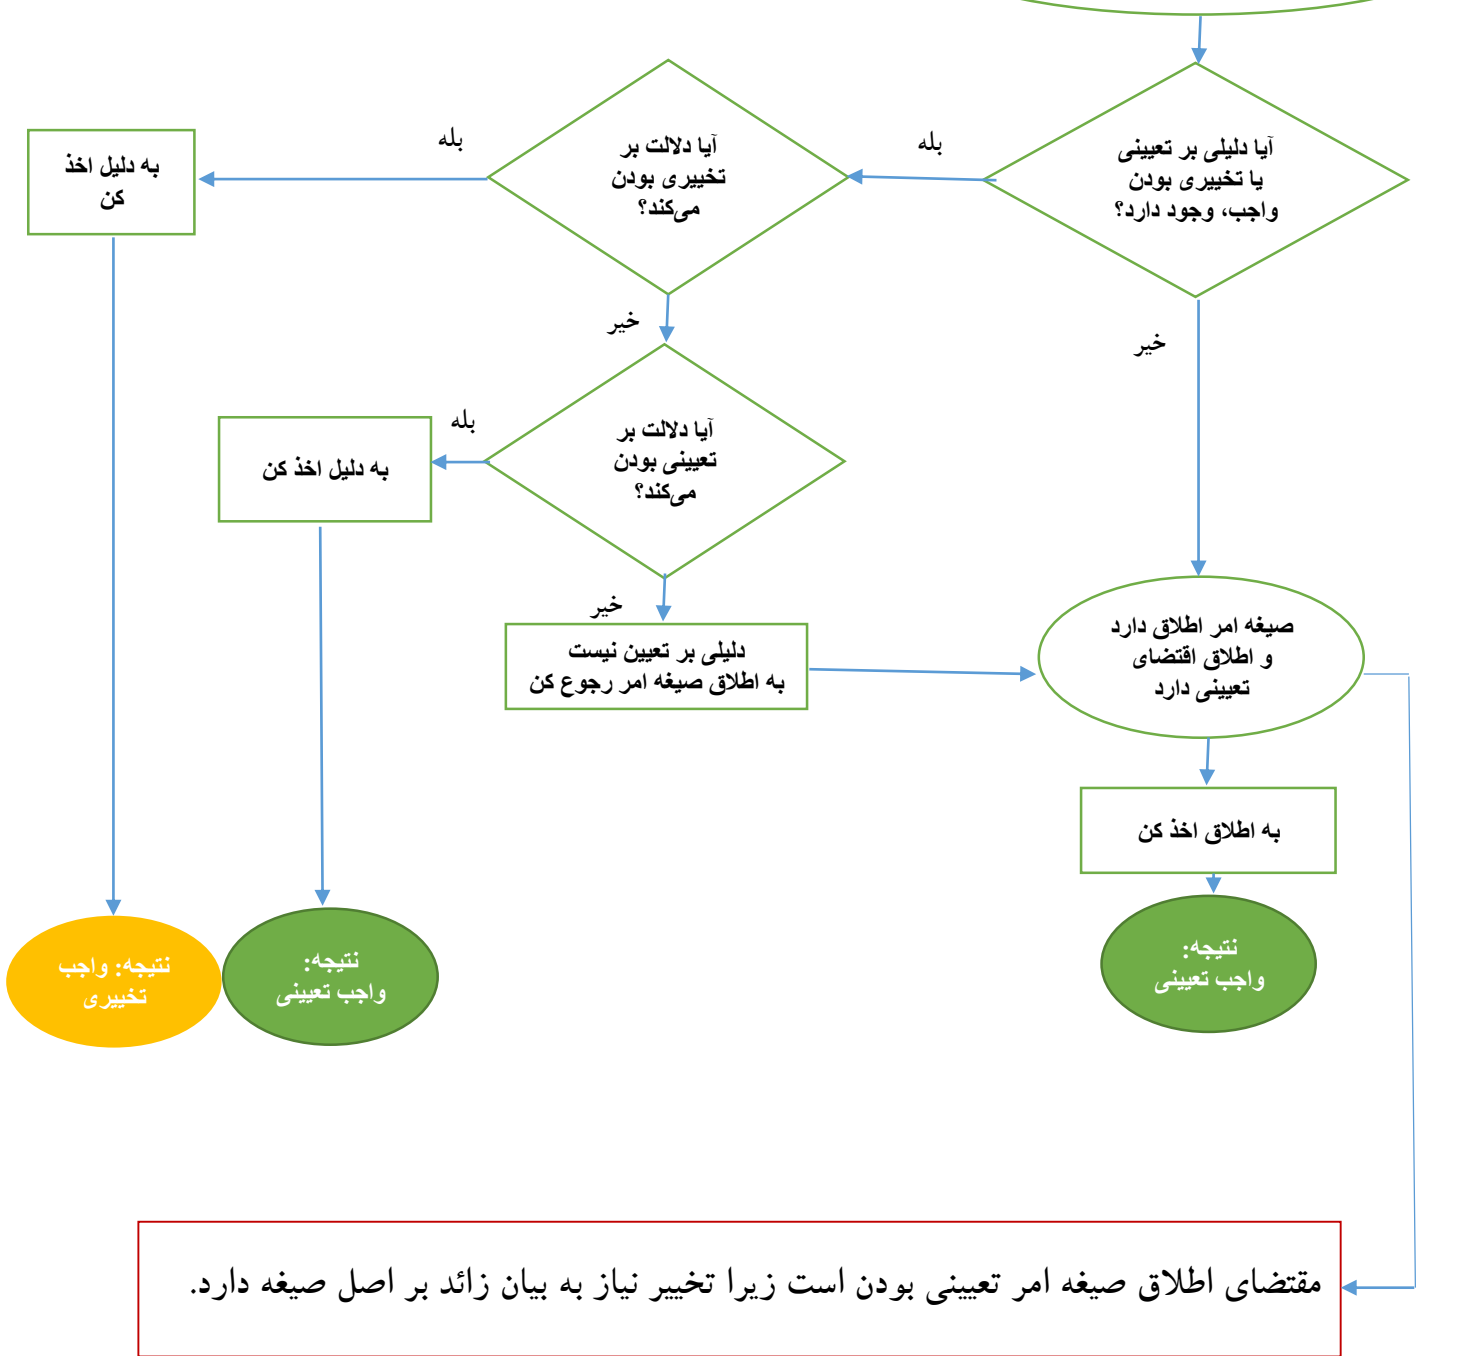 آیا دلیلی بر تعیینی
یا تخییری بودن
واجب، وجود دارد؟
بله
آیا دلالت بر
تخییری بودن
می‌کند؟
بله
به دلیل اخذ
کن
خیر
خیر
آیا دلالت بر
تعیینی بودن
می‌کند؟
بله
به دلیل اخذ کن
خیر
دلیلی بر تعیین نیست
به اطلاق صیغه امر رجوع کن
صیغه امر اطلاق دارد
و اطلاق اقتضای
تعیینی دارد
به اطلاق اخذ کن
نتیجه:
واجب تعیینی
نتیجه:
واجب تعیینی
نتیجه: واجب
تخییری
مقتضای اطلاق صیغه امر تعیینی بودن است زیرا تخییر نیاز به بیان زائد بر اصل صیغه دارد.